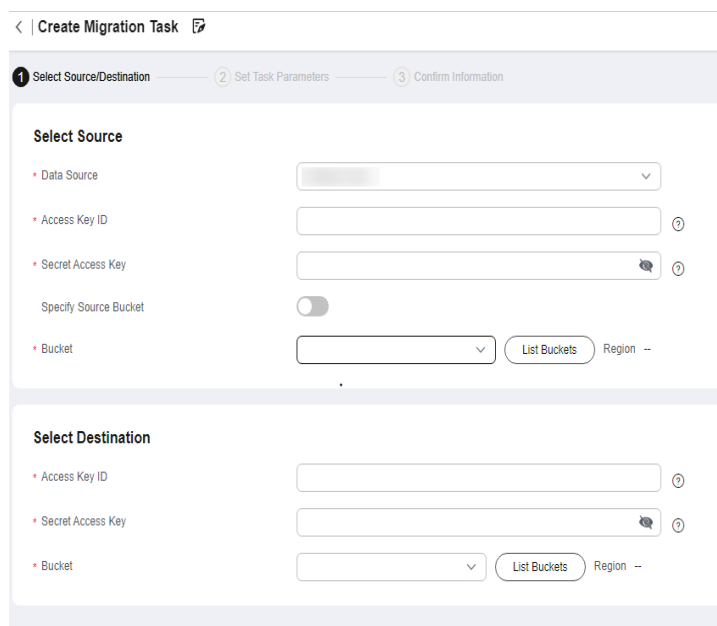 Create Migration Task
1 Select Source/Destination 2 Set Task Parameters 3 Confirm Information
Select Source
* Data Source
* Access Key ID
?
* Secret Access Key
?
Specify Source Bucket
* Bucket List Buckets Region --
Select Destination
* Access Key ID
?
* Secret Access Key
?
* Bucket List Buckets Region --